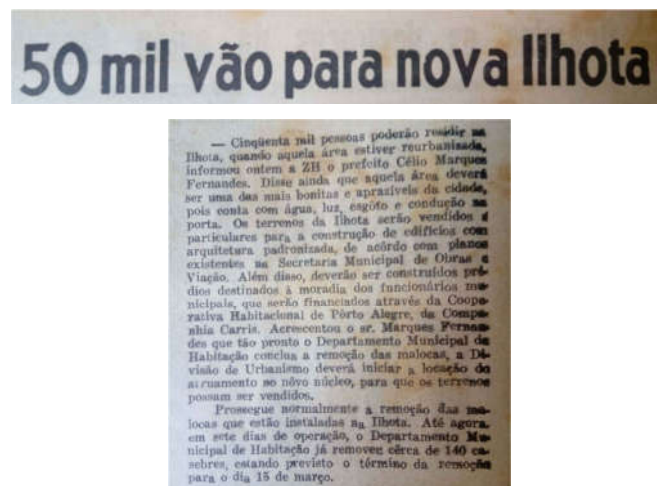 50 mil vão para nova Ilhota
— Cinqüenta mil pessoas poderão residir na
Ilhota, quando aquela área estiver reurbanizada,
informou ontem a ZH o prefeito Célio Marques
Fernandes. Disse ainda que aquela área deverá
ser uma das mais bonitas e aprazíveis da cidade,
pois conta com água, luz, esgôto e condução na
porta. Os terrenos da Ilhota serão vendidos a
particulares para a construção de edifícios com
arquitetura padronizada, de acôrdo com planos
existentes na Secretaria Municipal de Obras e
Viação. Além disso, deverão ser construídos pré-
dios destinados à moradia dos funcionários mu-
nicipais, que serão financiados através da Coope-
rativa Habitacional de Pôrto Alegre, da Compa-
nhia Carris. Acrescentou o sr. Marques Fernan-
des que tão pronto o Departamento Municipal de
Habitação conclua a remoção das malocas, a Di-
visão de Urbanismo deverá iniciar a locação do
arruamento no nôvo núcleo, para que os terrenos
possam ser vendidos.
Prossegue normalmente a remoção das ma-
locas que estão instaladas na Ilhota. Até agora,
em sete dias de operação, o Departamento Mu-
nicipal de Habitação já removeu cêrca de 140 ca-
sebres, estando previsto o término da remoção
para o dia 15 de março.